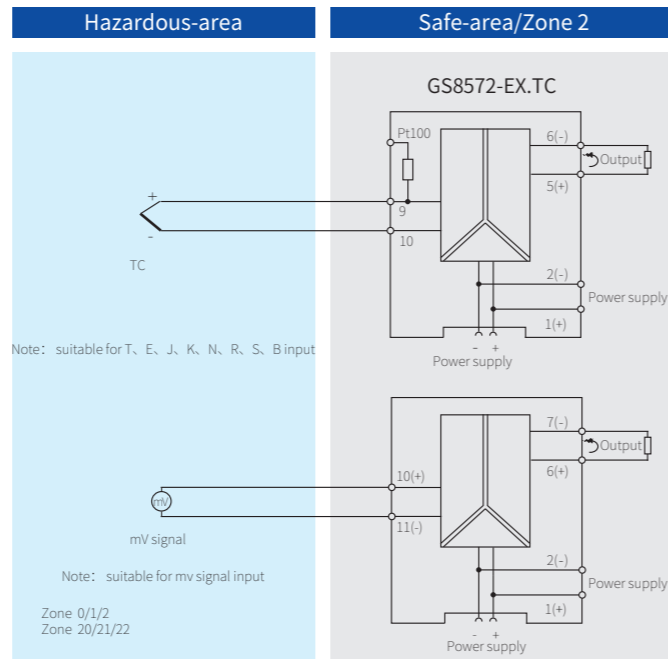 Hazardous-area
Safe-area/Zone 2
GS8572-EX.TC
Pt100
6(-)
Output
5(+)
+
9
-
10
TC
2(-)
Power supply
1(+)
- +
Power supply
Note： suitable for T、E、J、K、N、R、S、B input
7(-)
Output
6(+)
10(+)
mV
11(-)
mV signal
2(-)
Power supply
1(+)
- +
Power supply
Note： suitable for mv signal input
Zone 0/1/2
Zone 20/21/22